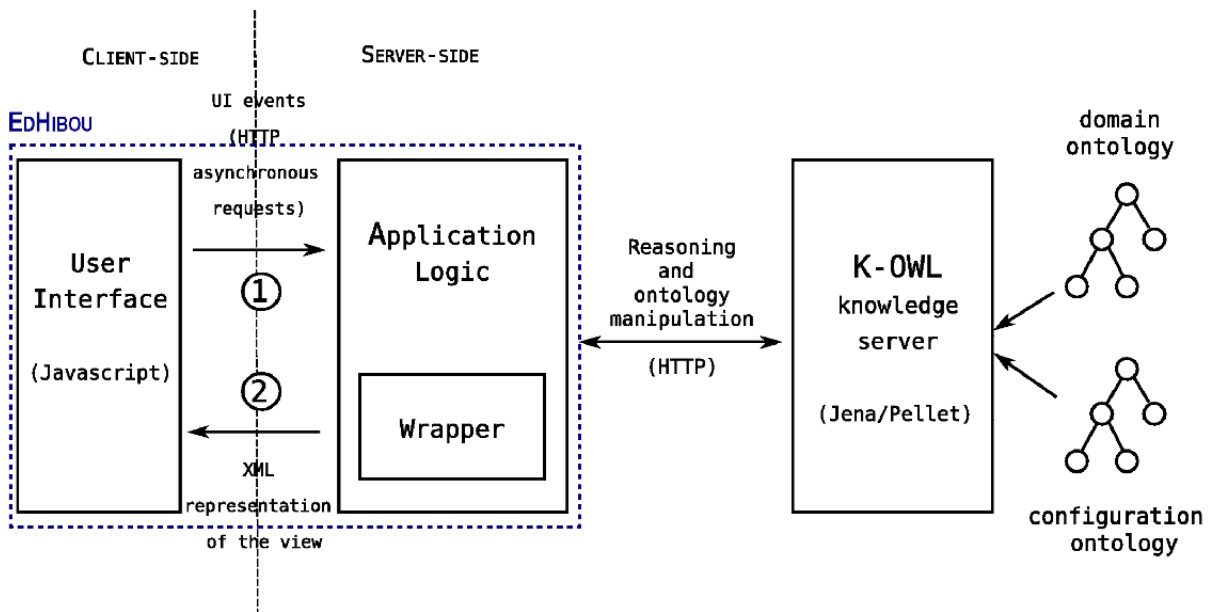 CLIENT-SIDE
SERVER-SIDE
EDHIBOU
UI events
(HTTP
asynchronous
requests)
1
User
Interface
(Javascript)
2
XML
representation
of the view
Application
Logic
Wrapper
Reasoning
and
ontology
manipulation
(HTTP)
K-OWL
knowledge
server
(Jena/Pellet)
domain
ontology
configuration
ontology